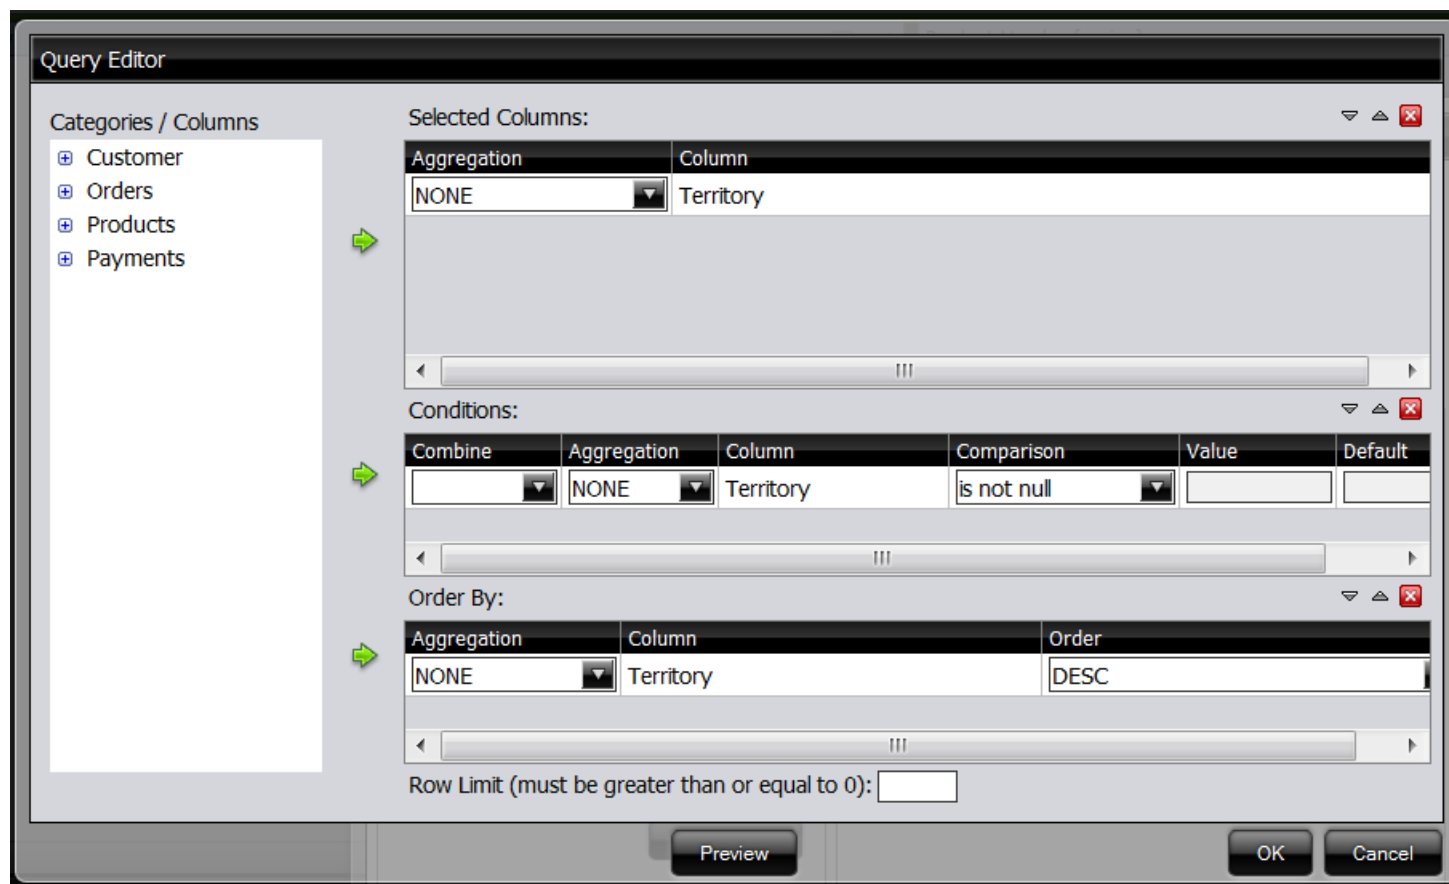 Query Editor
Categories / Columns
Customer
Orders
Products
Payments
Selected Columns:
Aggregation Column
NONE Territory
Conditions:
Combine Aggregation Column Comparison Value Default
NONE Territory is not null
Order By:
Aggregation Column Order
NONE Territory DESC
Row Limit (must be greater than or equal to 0):
Preview OK Cancel